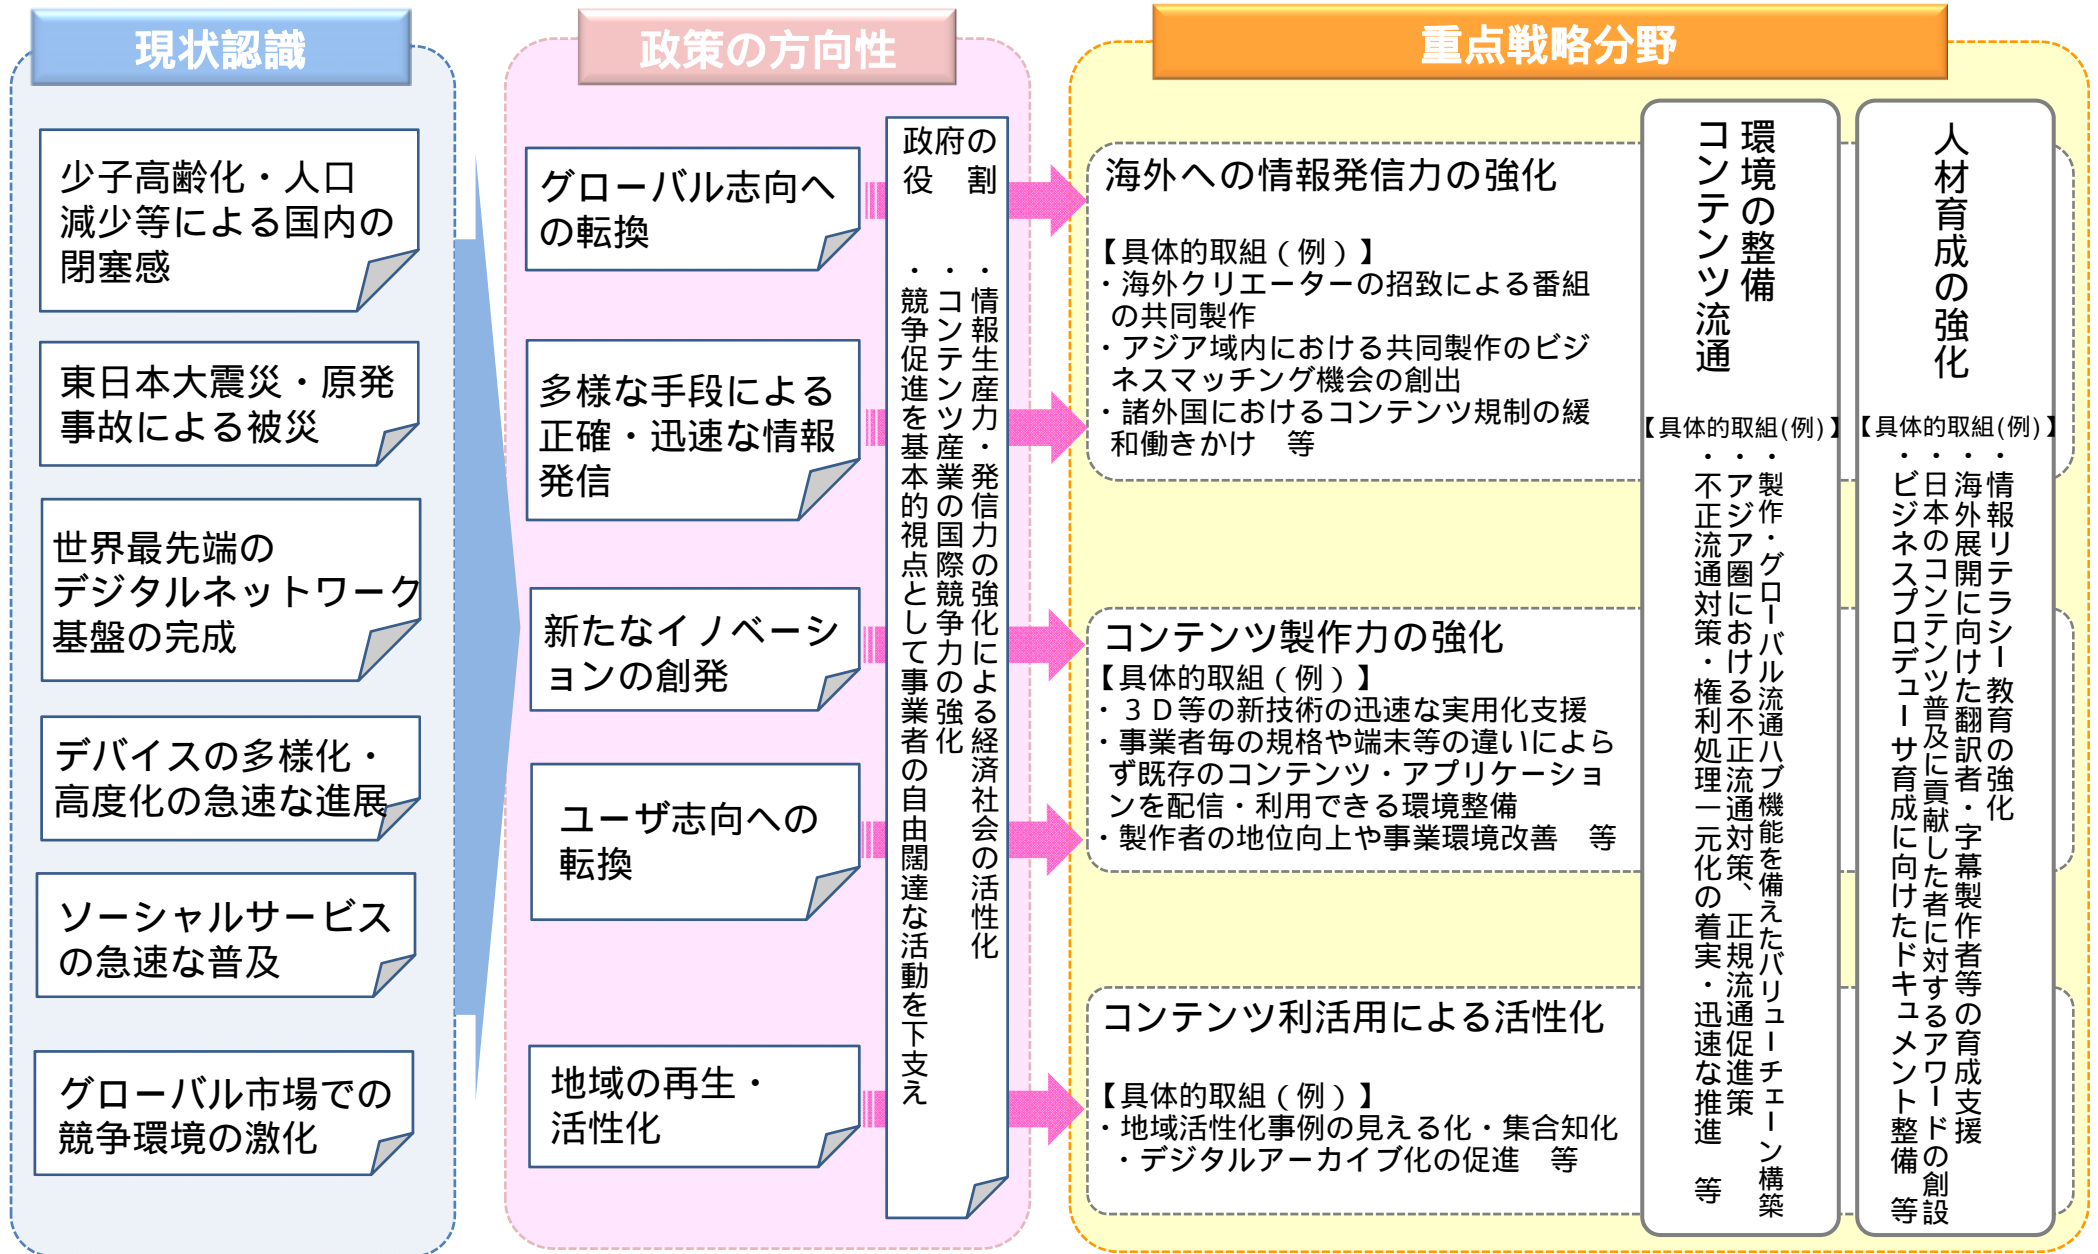 現状認識
少子高齢化・人口
減少等による国内の
閉塞感
東日本大震災・原発
事故による被災
世界最先端の
デジタルネットワーク
基盤の完成
デバイスの多様化・
高度化の急速な進展
ソーシャルサービス
の急速な普及
グローバル市場での
競争環境の激化
政策の方向性
グローバル志向へ
の転換
多様な手段による
正確・迅速な情報
発信
新たなイノベーシ
ョンの創発
ユーザ志向への
転換
地域の再生・
活性化
政府の
役 割
・情報生産力・発信力の強化による経済社会の活性化
・コンテンツ産業の国際競争力の強化
・競争促進を基本的視点として事業者の自由闊達な活動を下支え
重点戦略分野
海外への情報発信力の強化
【具体的取組(例)】
・海外クリエーターの招致による番組
の共同製作
・アジア域内における共同製作のビジ
ネスマッチング機会の創出
・諸外国におけるコンテンツ規制の緩
和働きかけ 等
コンテンツ製作力の強化
【具体的取組(例)】
・3D等の新技術の迅速な実用化支援
・事業者毎の規格や端末等の違いによら
ず既存のコンテンツ・アプリケーショ
ンを配信・利用できる環境整備
・製作者の地位向上や事業環境改善 等
コンテンツ利活用による活性化
【具体的取組(例)】
・地域活性化事例の見える化・集合知化
・デジタルアーカイブ化の促進 等
コンテンツ流通
環境の整備
【具体的取組(例)】
・製作・グローバル流通ハブ機能を備えたバリューチェーン構築
・アジア圏における不正流通対策、正規流通促進策
・不正流通対策・権利処理一元化の着実・迅速な推進 等
人材育成の強化
【具体的取組(例)】
・情報リテラシー教育の強化
・海外展開に向けた翻訳者・字幕製作者等の育成支援
・日本のコンテンツ普及に貢献した者に対するアワードの創設
・ビジネスプロデューサ育成に向けたドキュメント整備 等